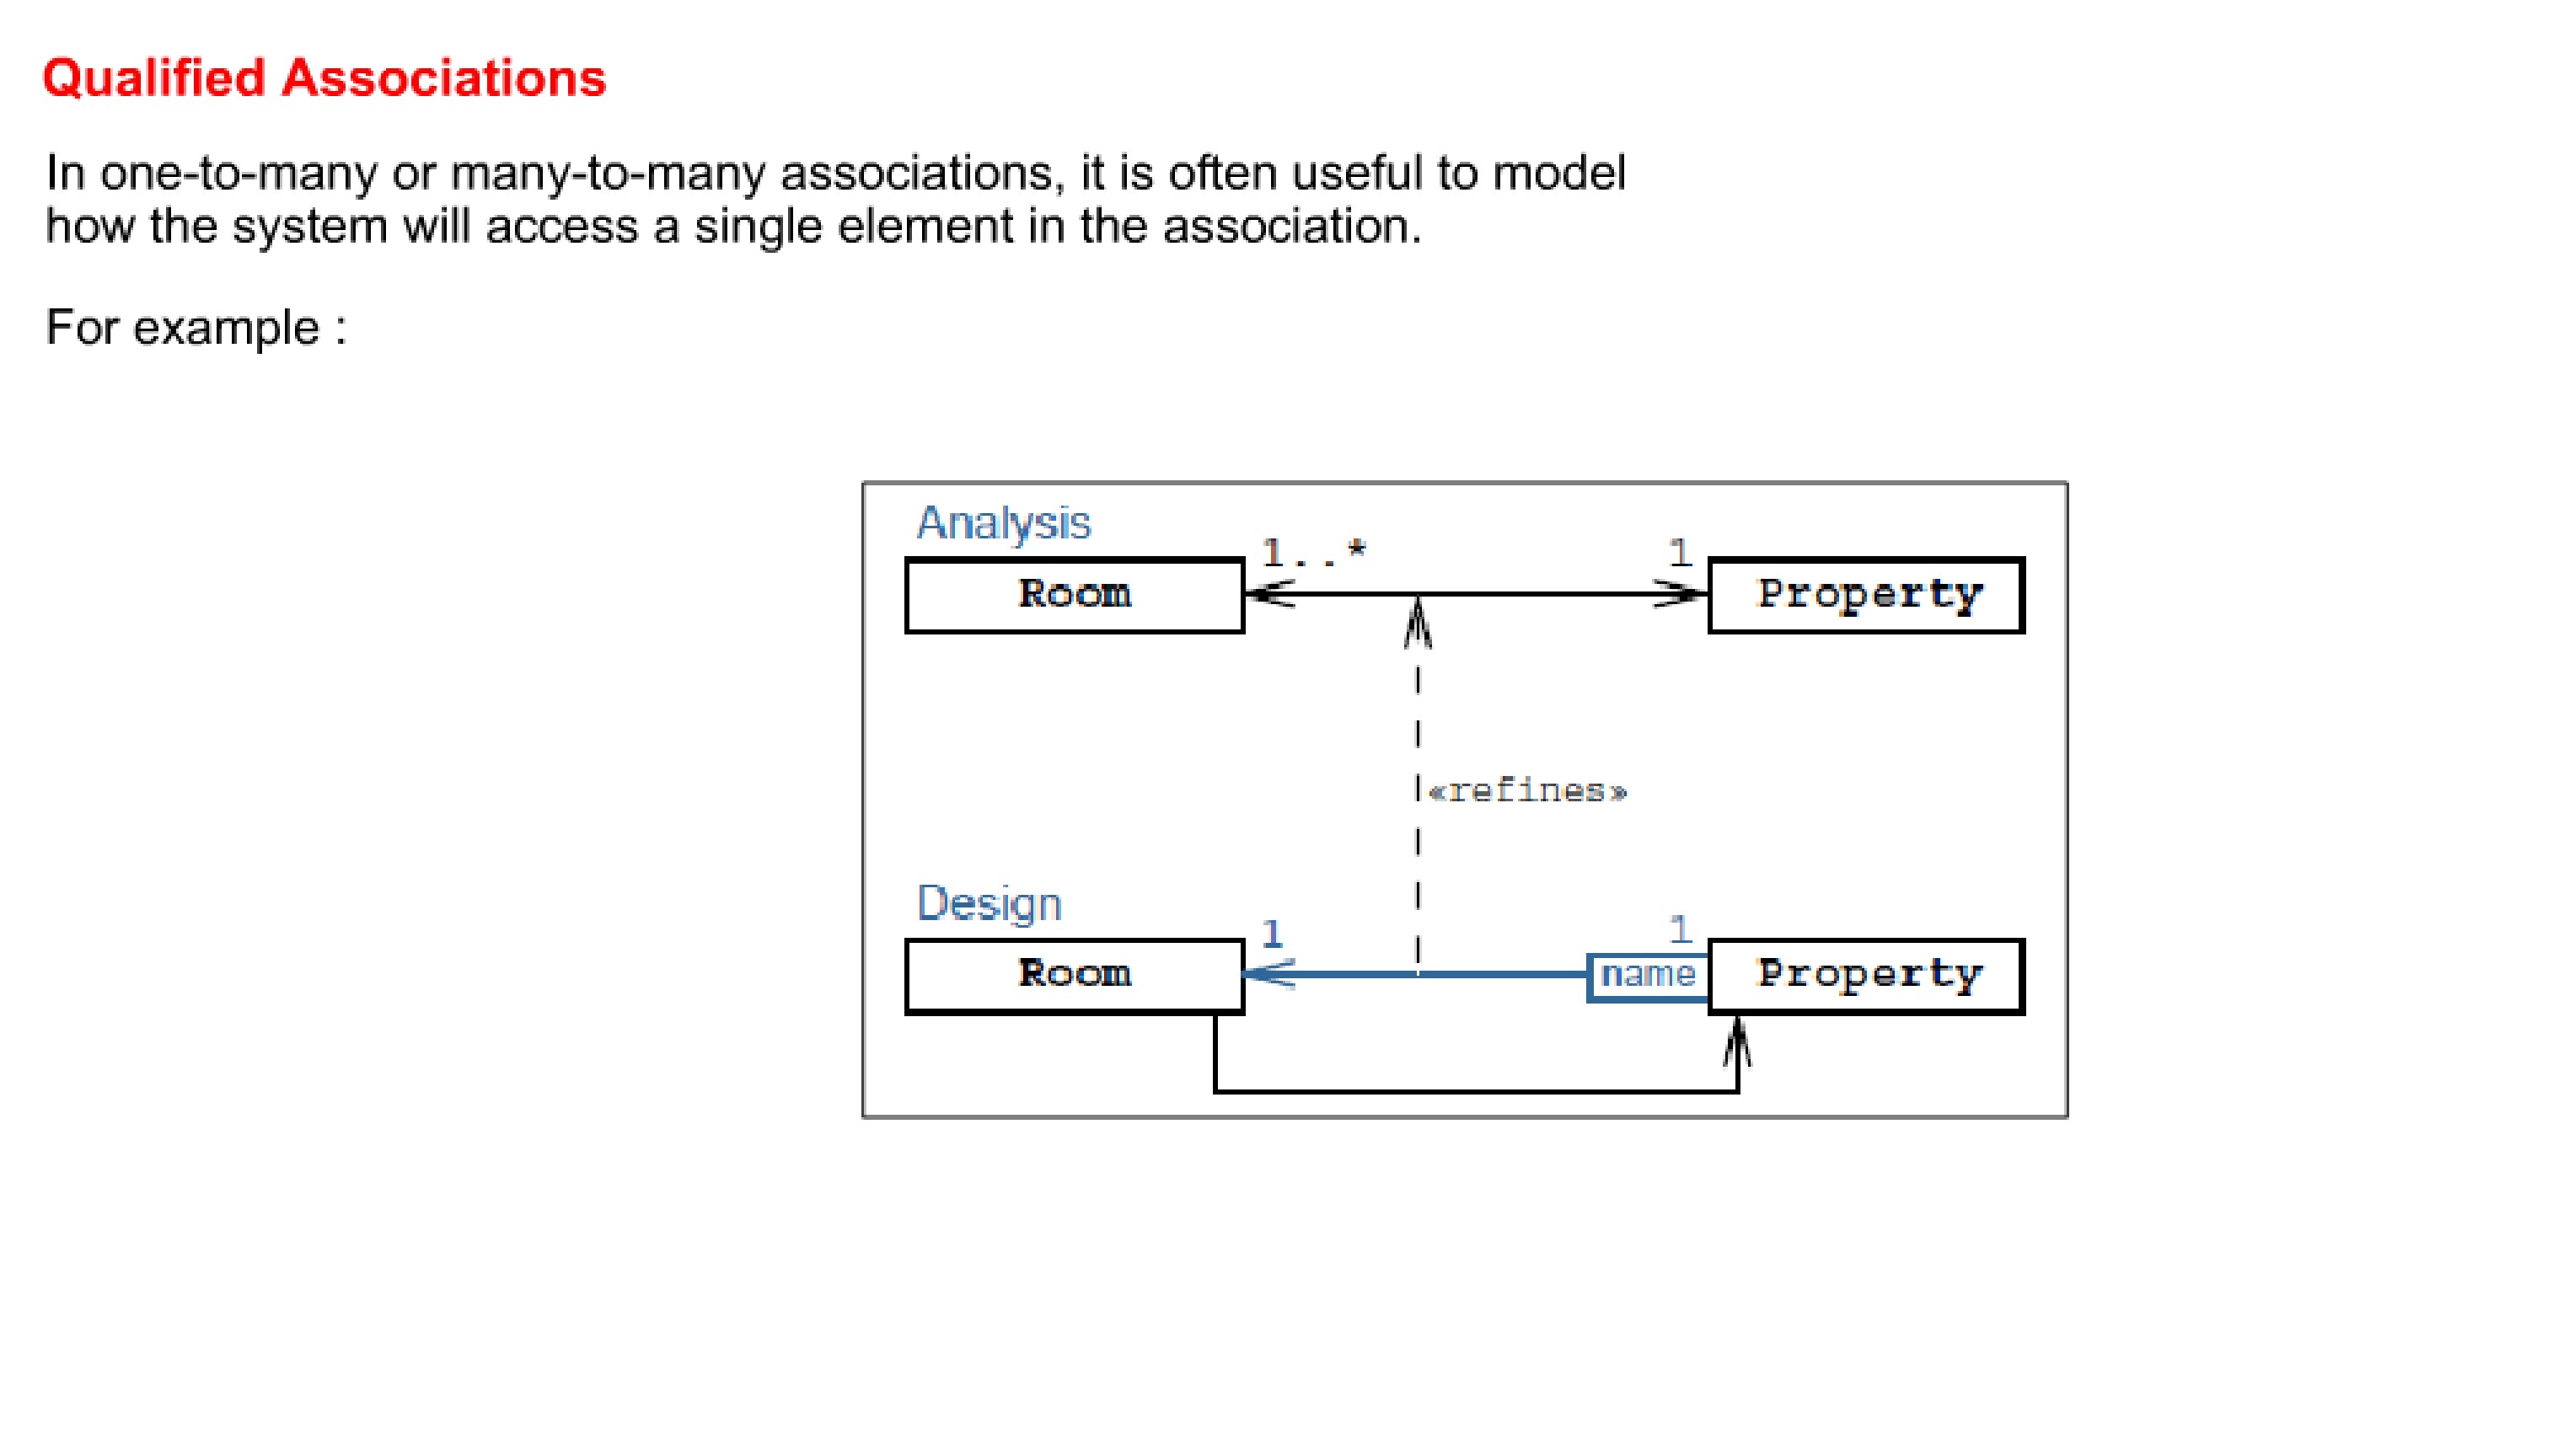 Qualified Associations
In one-to-many or many-to-many associations, it is often useful to model
how the system will access a single element in the association.
For example :
Analysis
1..* 1
Room Property
«refines»
Design
1 1
Room name Property